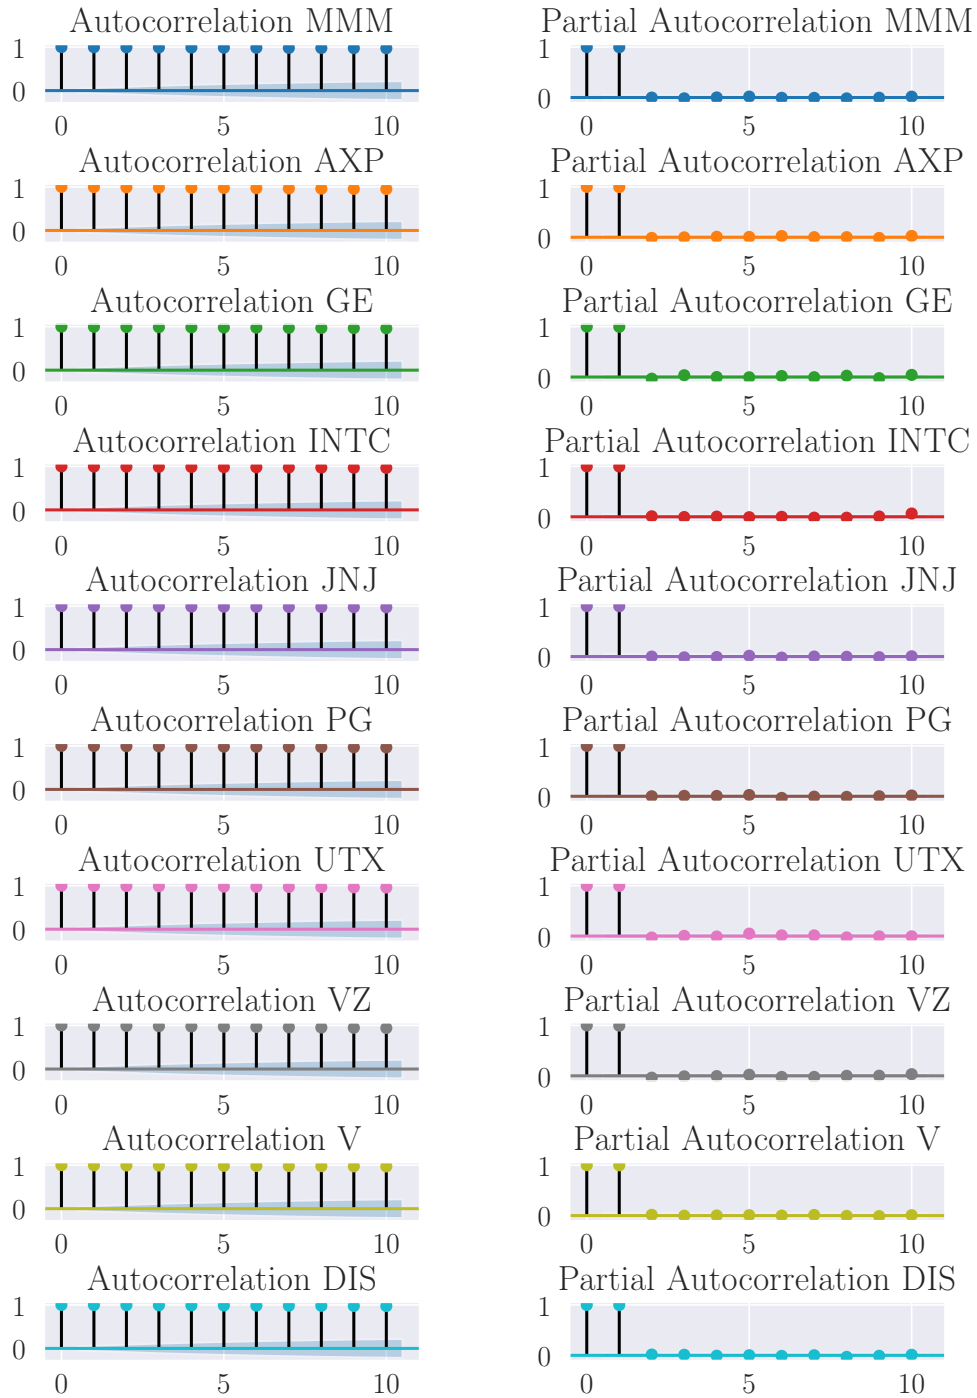 Autocorrelation MMM Partial Autocorrelation MMM
1 1
0 0
0 5 10 0 5 10
Autocorrelation AXP Partial Autocorrelation AXP
1 1
0 0
0 5 10 0 5 10
Autocorrelation GE Partial Autocorrelation GE
1 1
0 0
0 5 10 0 5 10
Autocorrelation INTC Partial Autocorrelation INTC
1 1
0 0
0 5 10 0 5 10
Autocorrelation JNJ Partial Autocorrelation JNJ
1 1
0 0
0 5 10 0 5 10
Autocorrelation PG Partial Autocorrelation PG
1 1
0 0
0 5 10 0 5 10
Autocorrelation UTX Partial Autocorrelation UTX
1 1
0 0
0 5 10 0 5 10
Autocorrelation VZ Partial Autocorrelation VZ
1 1
0 0
0 5 10 0 5 10
Autocorrelation V Partial Autocorrelation V
1 1
0 0
0 5 10 0 5 10
Autocorrelation DIS Partial Autocorrelation DIS
1 1
0 0
0 5 10 0 5 10